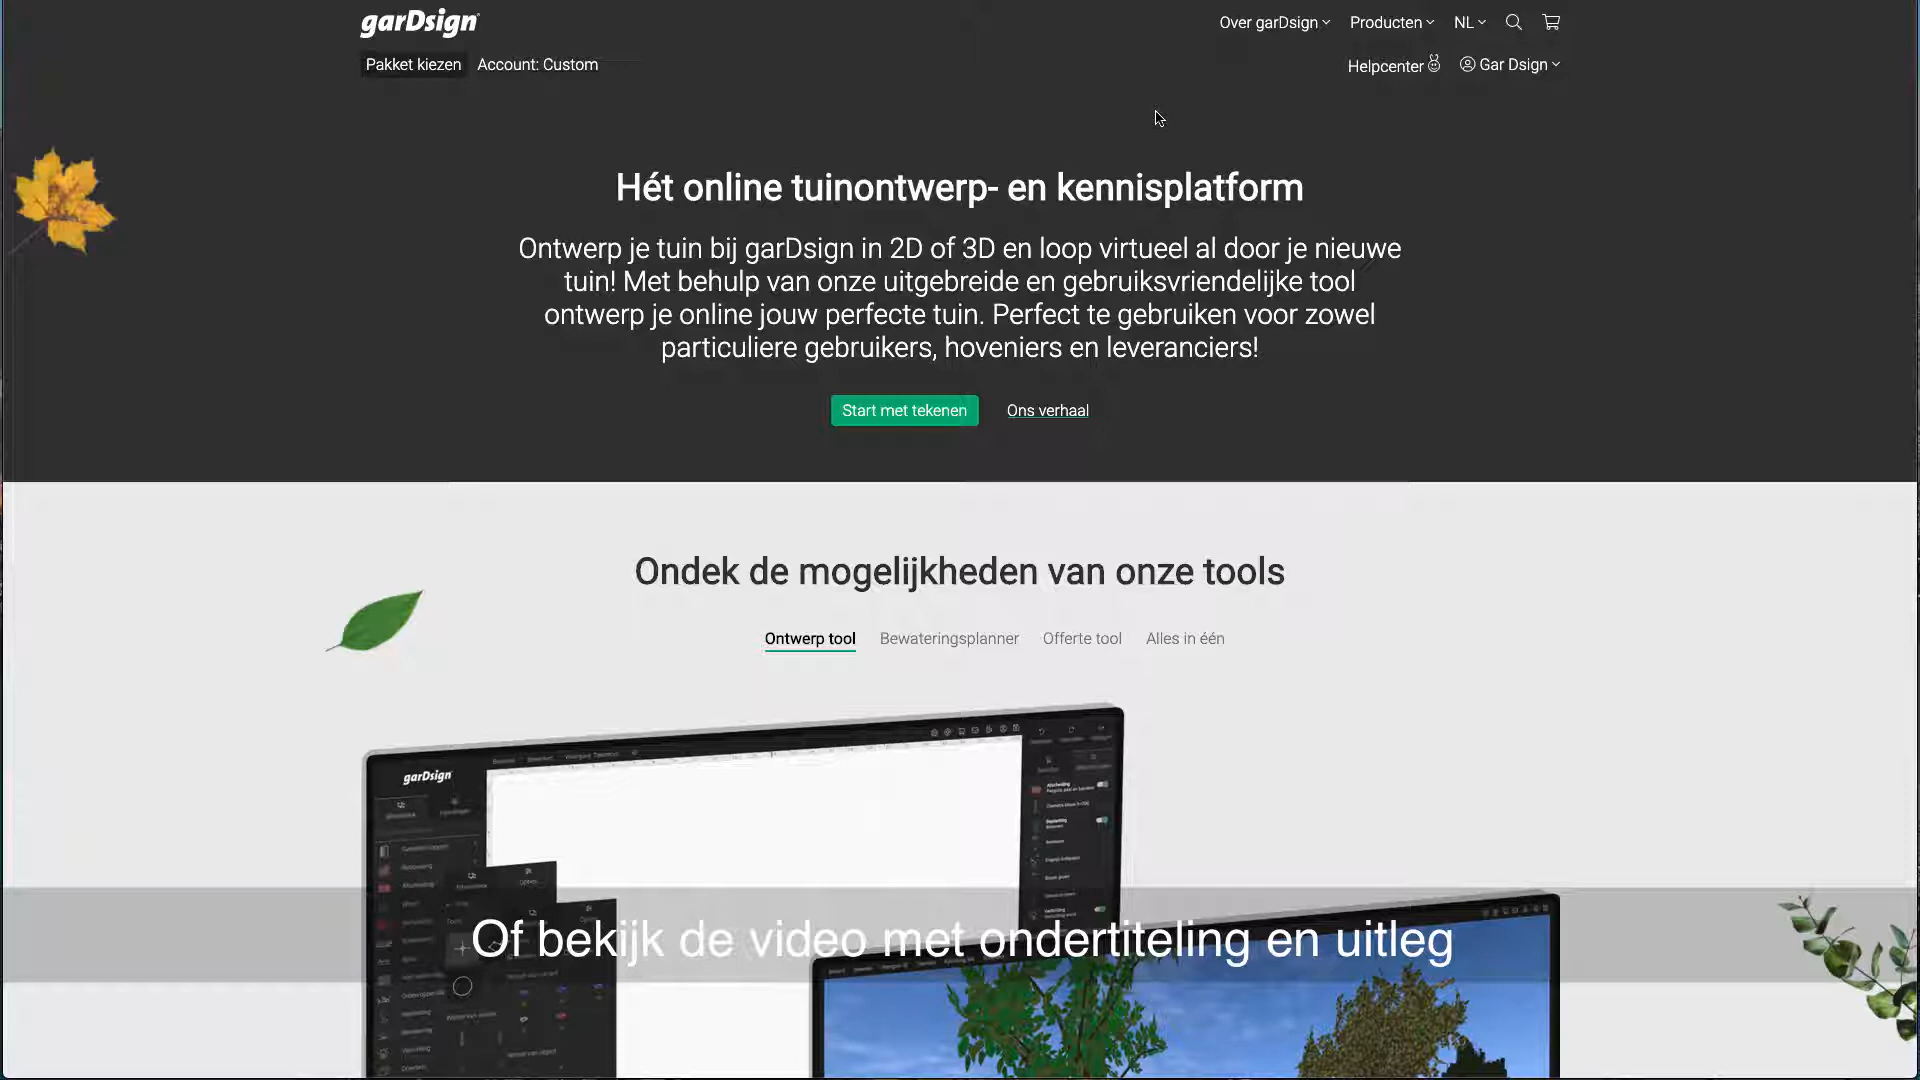 garDsign
Over garDsign
Producten
NL
Pakket kiezen
Account: Custom
Helpcenter
Gar Dsign
Hét online tuinontwerp- en kennisplatform
Ontwerp je tuin bij garDsign in 2D of 3D en loop virtueel al door je nieuwe
tuin! Met behulp van onze uitgebreide en gebruiksvriendelijke tool
ontwerp je online jouw perfecte tuin. Perfect te gebruiken voor zowel
particuliere gebruikers, hoveniers en leveranciers!
Start met tekenen
Ons verhaal
Ondek de mogelijkheden van onze tools
Ontwerp tool
Bewateringsplanner
Offerte tool
Alles in één
garDsign
Of bekijk de video met ondertiteling en uitleg